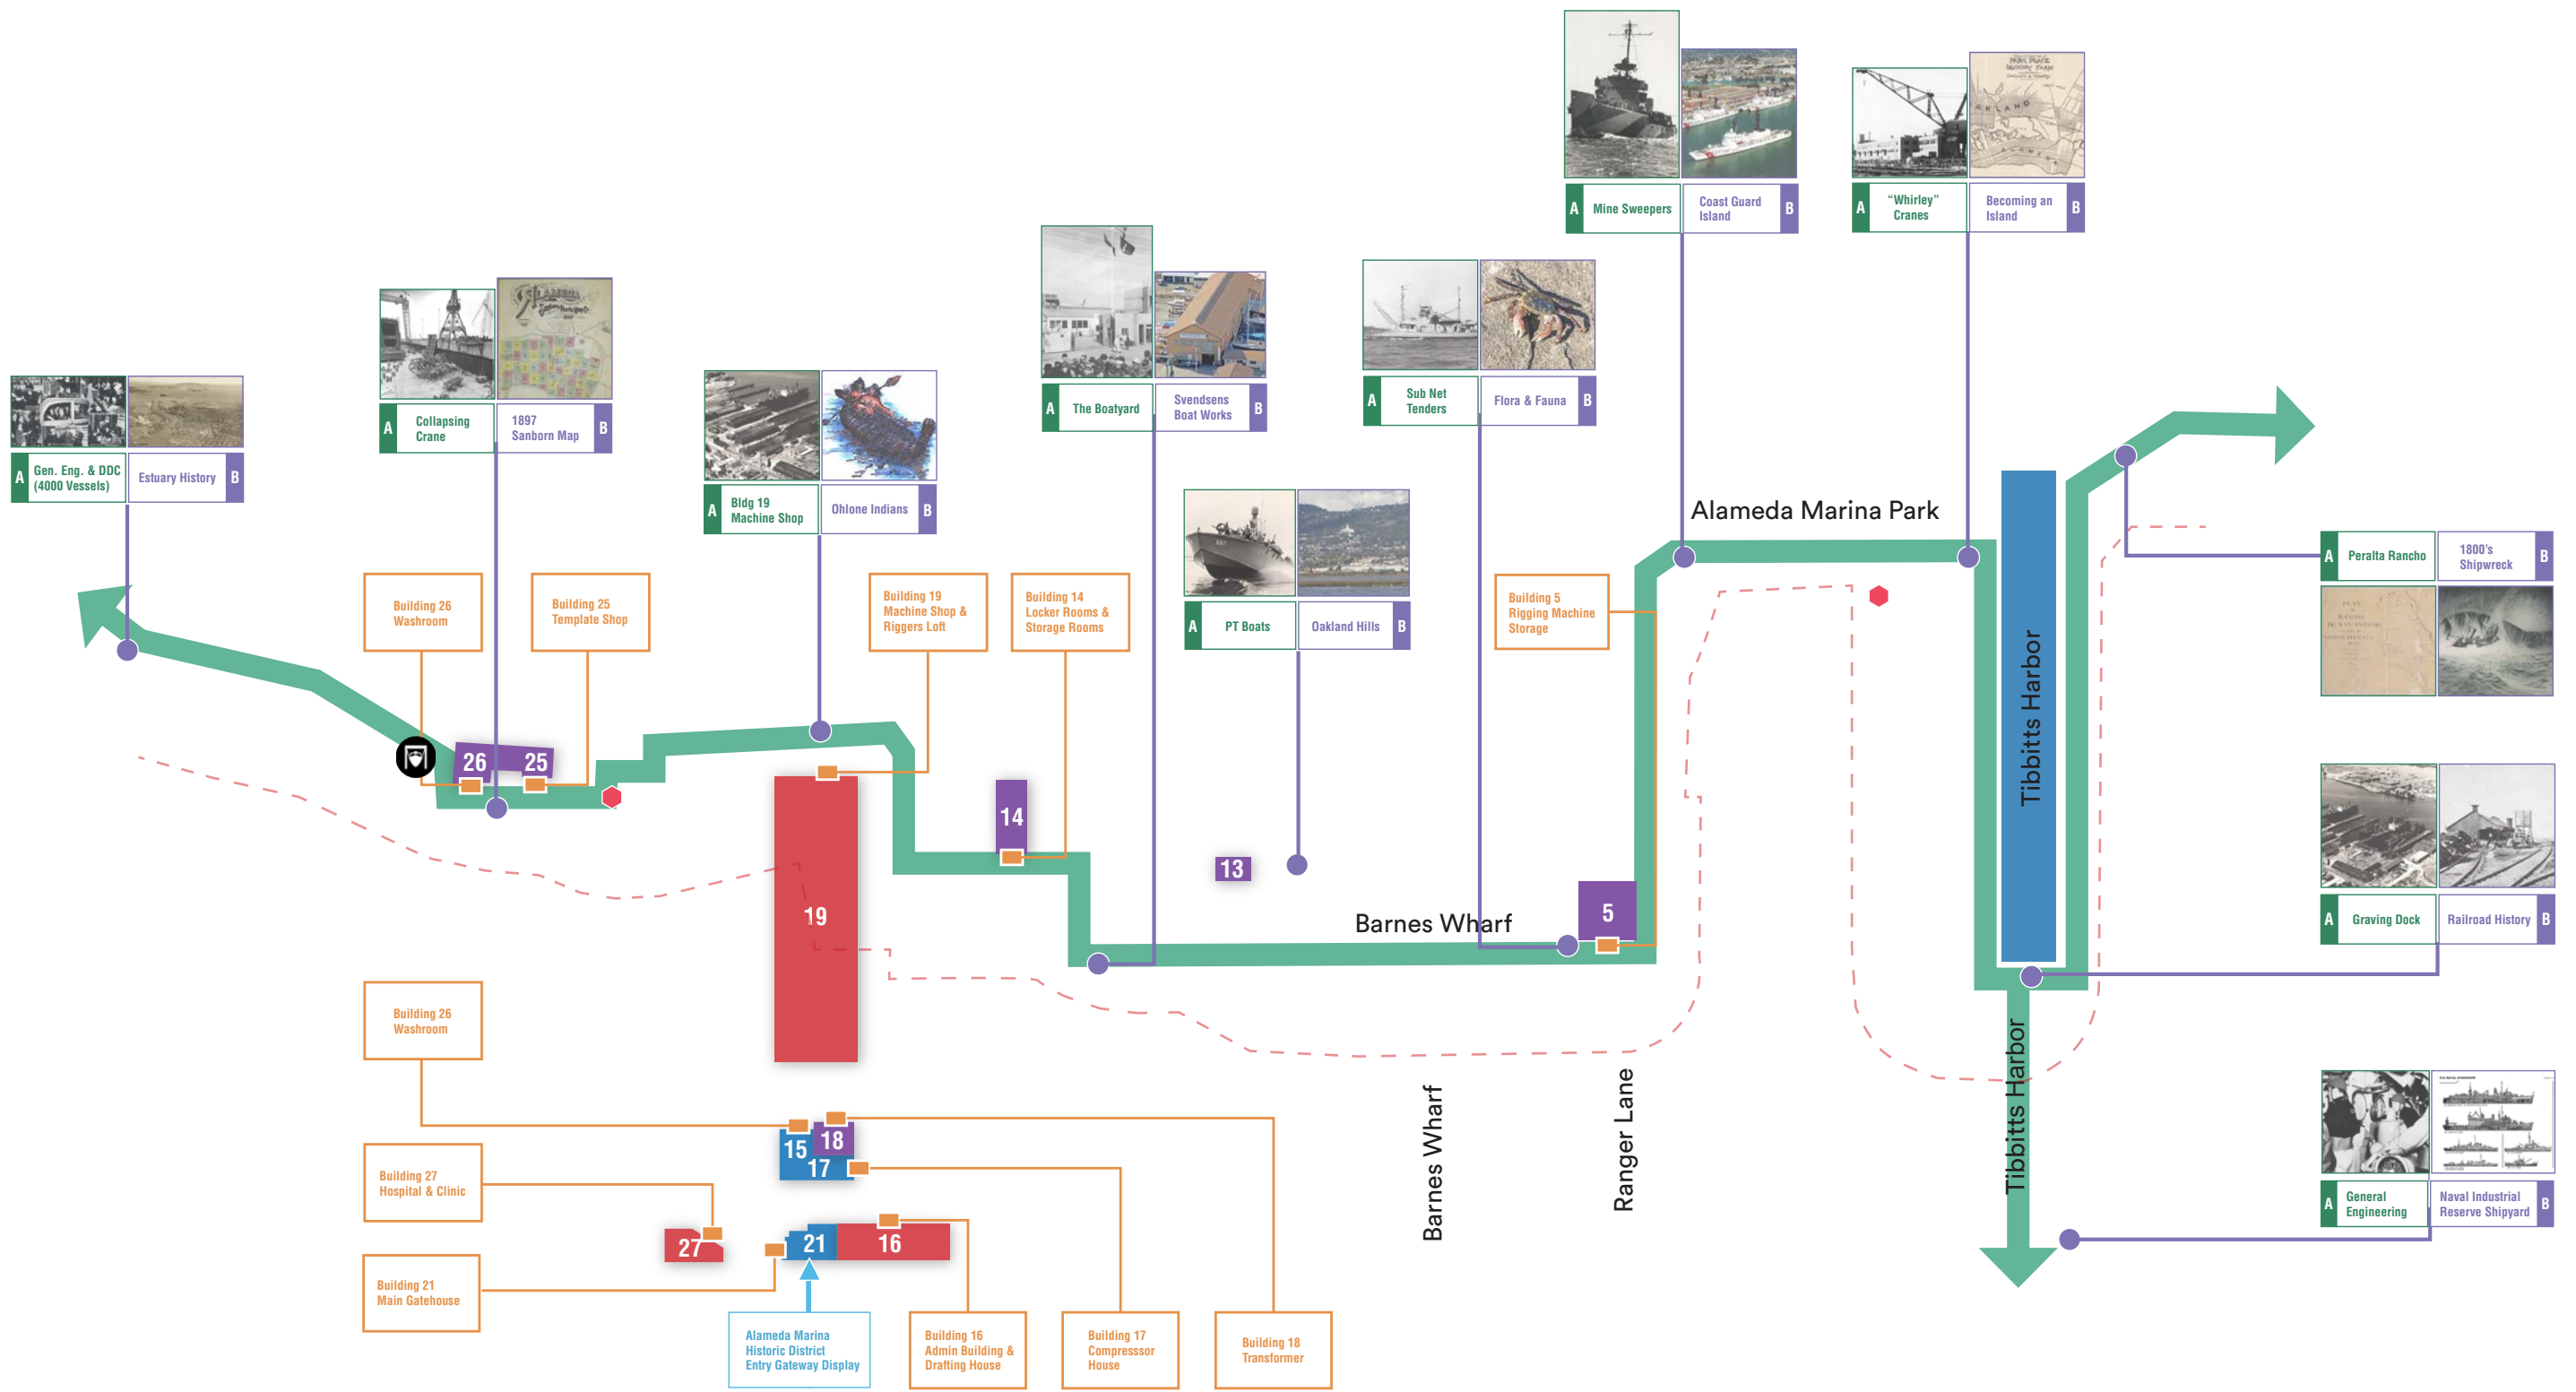 PARK PLACE
OAKLAND
ALAMEDA
A
Mine Sweepers
Coast Guard
Island
B
A
"Whirley"
Cranes
Becoming an
Island
B
ALAMEDA
A
Collapsing
Crane
1897
Sanborn Map
B
A
The Boatyard
Svendsens
Boat Works
B
A
Sub Net
Tenders
Flora & Fauna
B
A
Gen. Eng. & DDC
(4000 Vessels)
Estuary History
B
A
Bldg 19
Machine Shop
Ohlone Indians
B
Alameda Marina Park
A
PT Boats
Oakland Hills
B
A
Peralta Rancho
1800's
Shipwreck
B
Building 26
Washroom
Building 25
Template Shop
Building 19
Machine Shop &
Riggers Loft
Building 14
Locker Rooms &
Storage Rooms
Building 5
Rigging Machine
Storage
Tibbitts Harbor
26
25
14
13
19
5
Barnes Wharf
A
Graving Dock
Railroad History
B
Building 26
Washroom
15
18
17
Building 27
Hospital & Clinic
27
21
16
Building 21
Main Gatehouse
Alameda Marina
Historic District
Entry Gateway Display
Building 16
Admin Building &
Drafting House
Building 17
Compresssor
House
Building 18
Transformer
Barnes Wharf
Ranger Lane
Tibbitts Harbor
A
General
Engineering
Naval Industrial
Reserve Shipyard
B